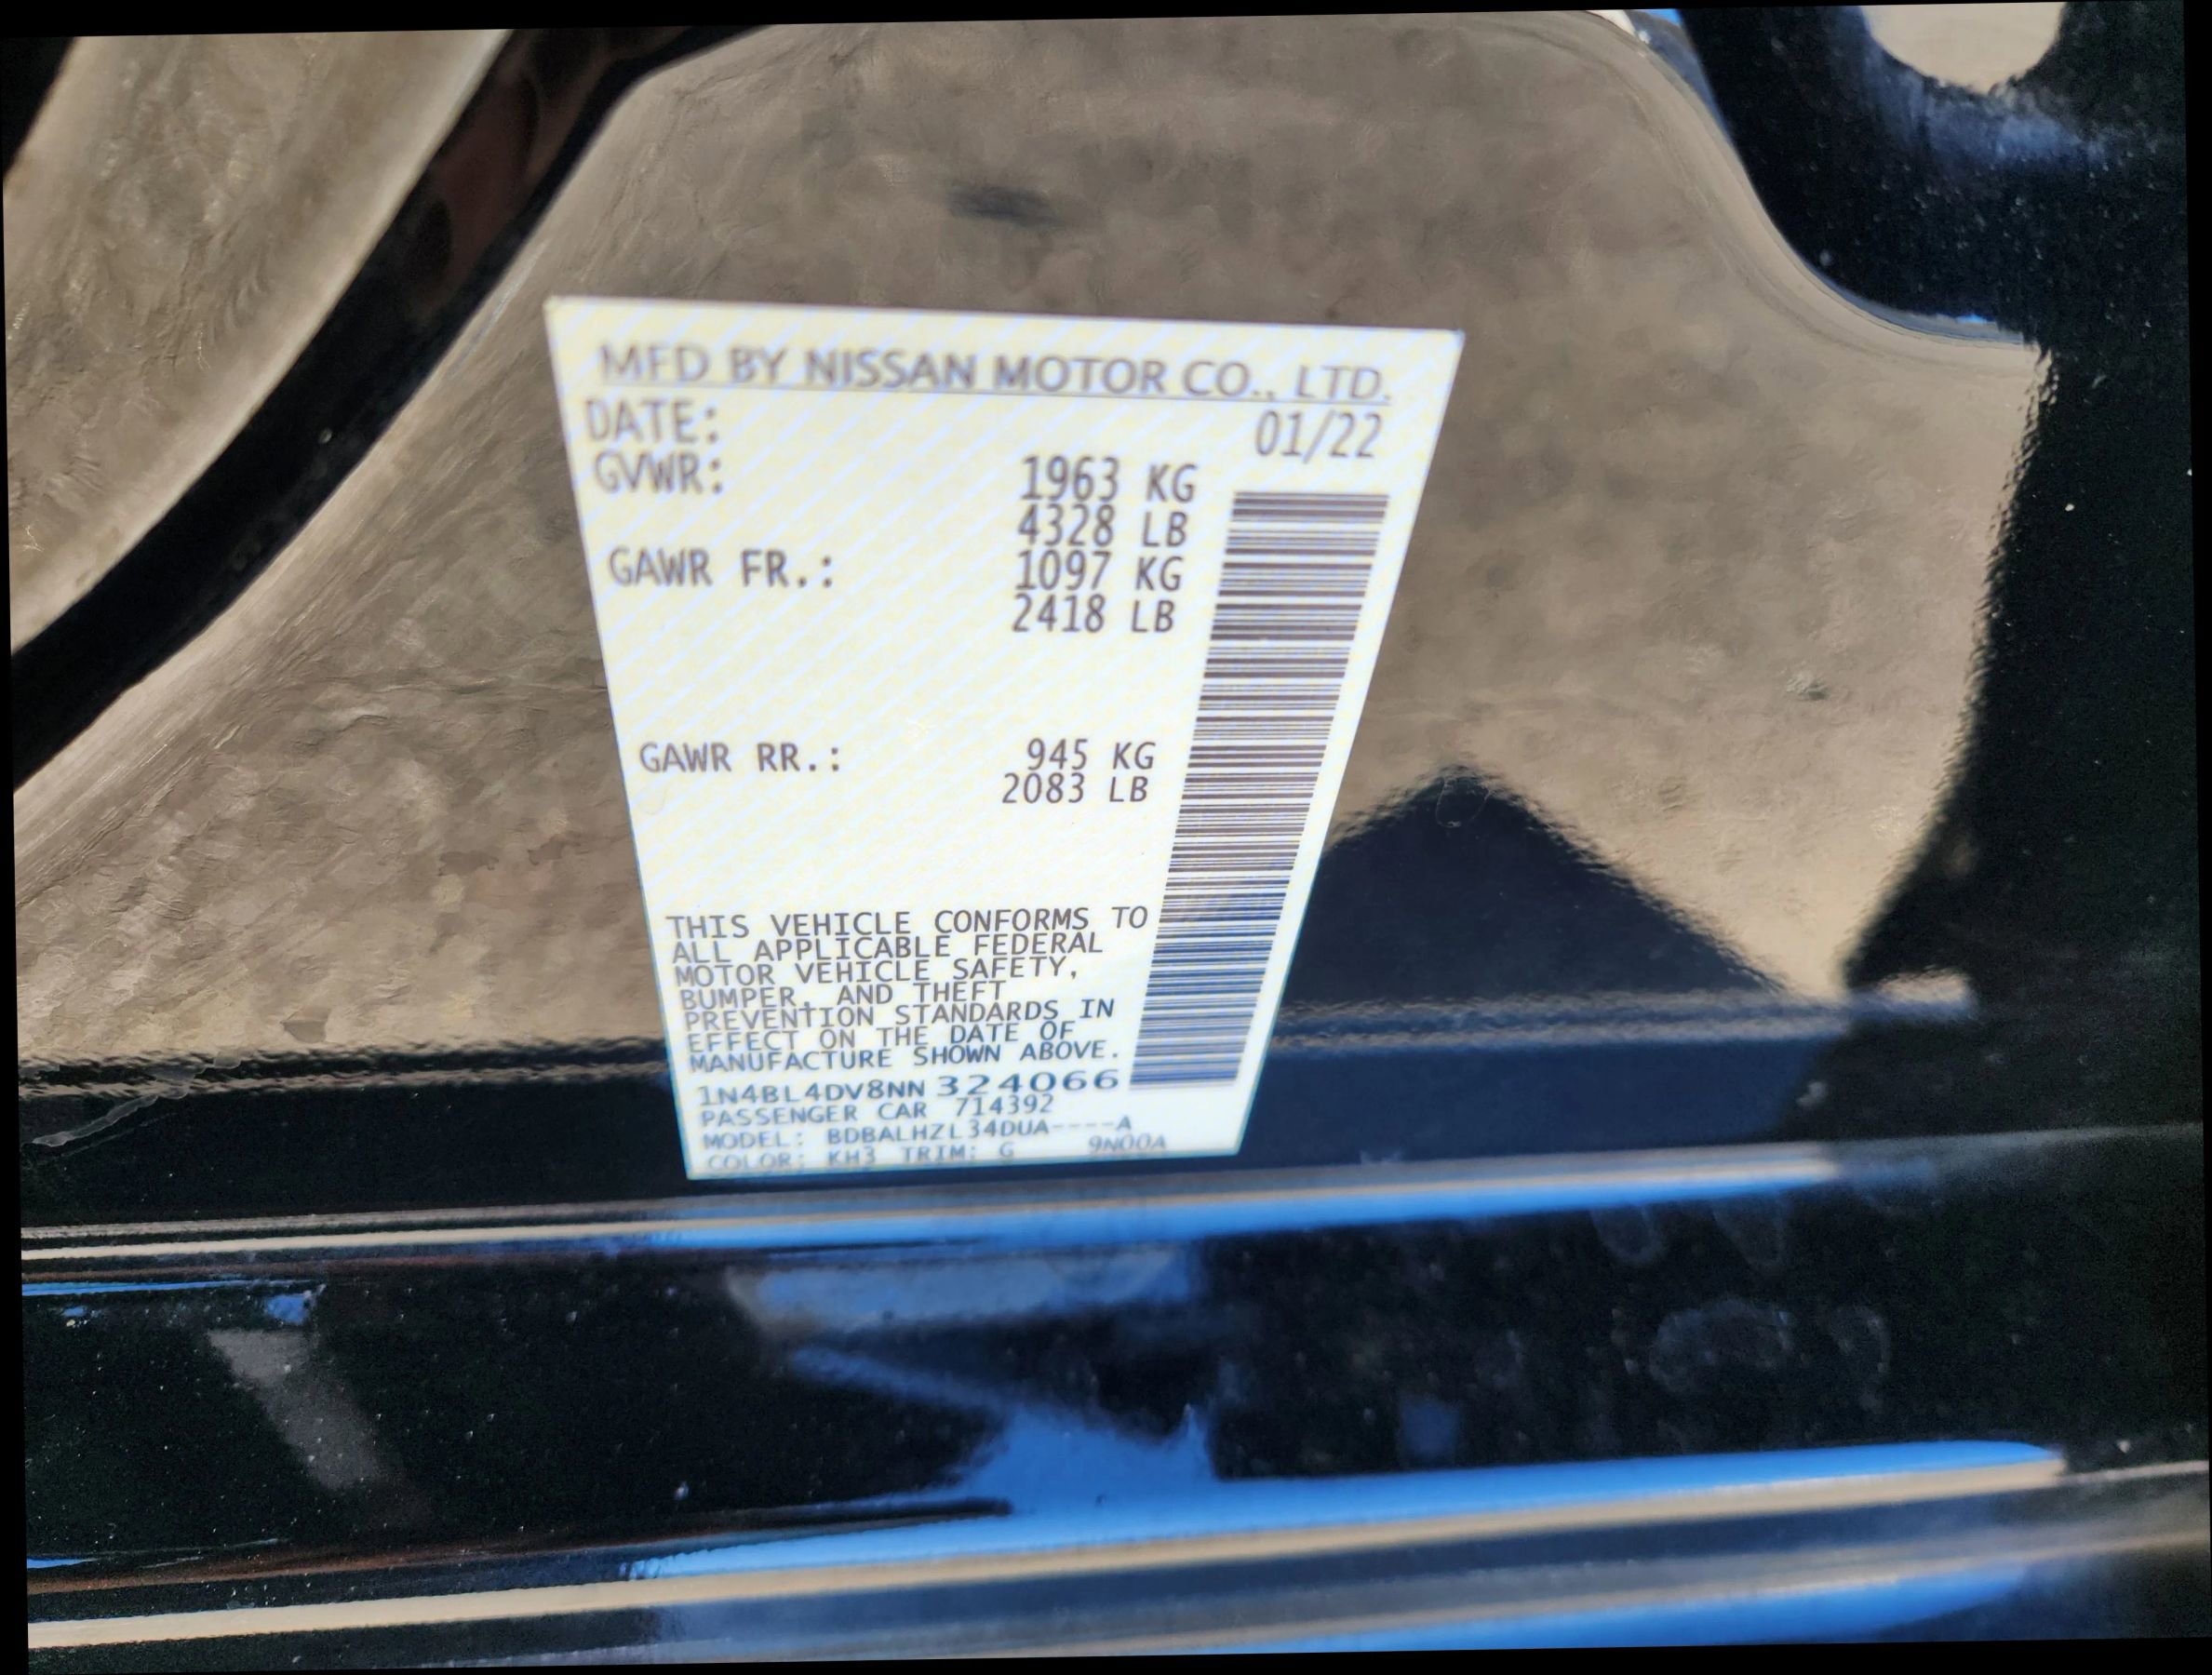 MFD BY NISSAN MOTOR CO., LTD.
DATE: 01/22
GVWR: 1963 KG
4328 LB
GAWR FR.: 1097 KG
2418 LB
GAWR RR.: 945 KG
2083 LB
THIS VEHICLE CONFORMS TO
ALL APPLICABLE FEDERAL
MOTOR VEHICLE SAFETY,
BUMPER, AND THEFT
PREVENTION STANDARDS IN
EFFECT ON THE DATE OF
MANUFACTURE SHOWN ABOVE.
1N4BL4DV8NN 324066
PASSENGER CAR 714392
MODEL: BDBALHZL34DUA----A
COLOR: KH3 TRIM: G 9N00A